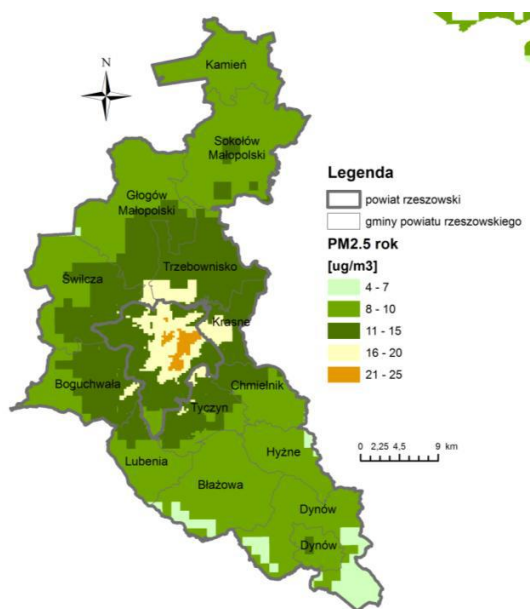 N
Kamień
Sokołów
Małopolski
Głogów
Małopolski
Trzebownisko
Świlcza
Krasne
Boguchwała
Chmielnik
Tyczyn
Lubenia
Hyżne
Błażowa
Dynów
Dynów
Legenda
powiat rzeszowski
gminy powiatu rzeszowskiego
PM2.5 rok
[ug/m3]
4 - 7
8 - 10
11 - 15
16 - 20
21 - 25
0 2,25 4,5 9 km